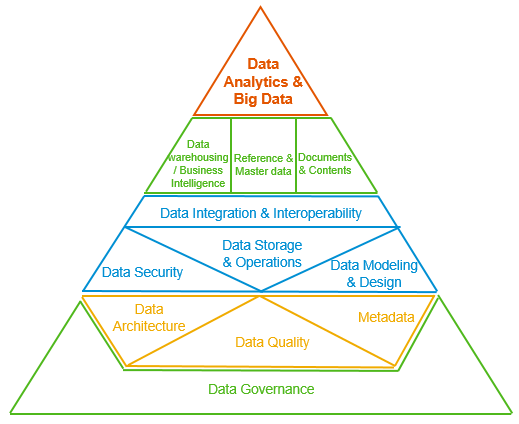 Data
Analytics &
Big Data
Data
warehousing
/ Business
Intelligence
Reference &
Master data
Documents
& Contents
Data Integration & Interoperability
Data Security
Data Storage
& Operations
Data Modeling
& Design
Data
Architecture
Data Quality
Metadata
Data Governance